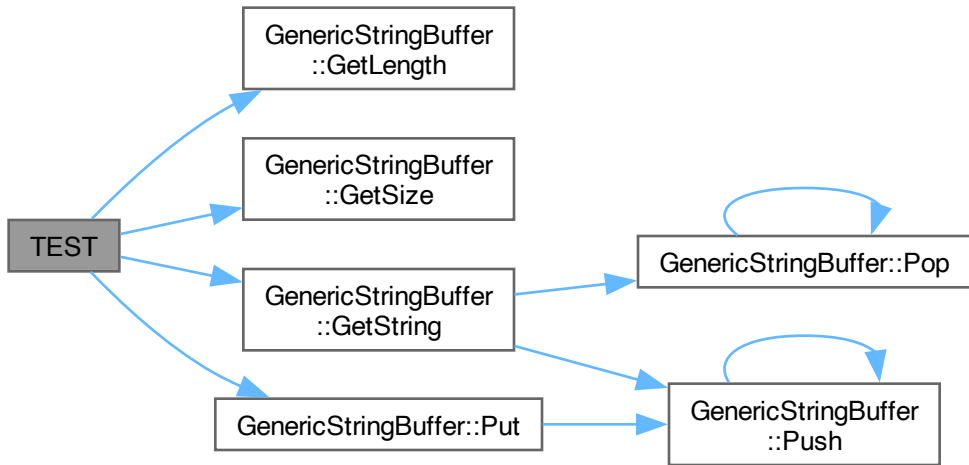 GenericStringBuffer
::GetLength
GenericStringBuffer
::GetSize
TEST
GenericStringBuffer::Pop
GenericStringBuffer
::GetString
GenericStringBuffer::Put
GenericStringBuffer
::Push